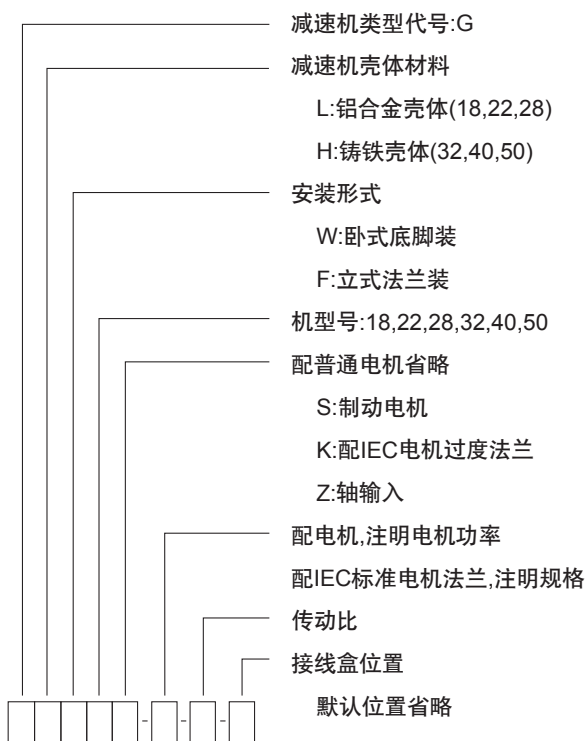 减速机类型代号:G
减速机壳体材料
L:铝合金壳体(18,22,28)
H:铸铁壳体(32,40,50)
安装形式
W:卧式底脚装
F:立式法兰装
机型号:18,22,28,32,40,50
配普通电机省略
S:制动电机
K:配IEC电机过度法兰
Z:轴输入
配电机,注明电机功率
配IEC标准电机法兰,注明规格
传动比
接线盒位置
默认位置省略
- - -